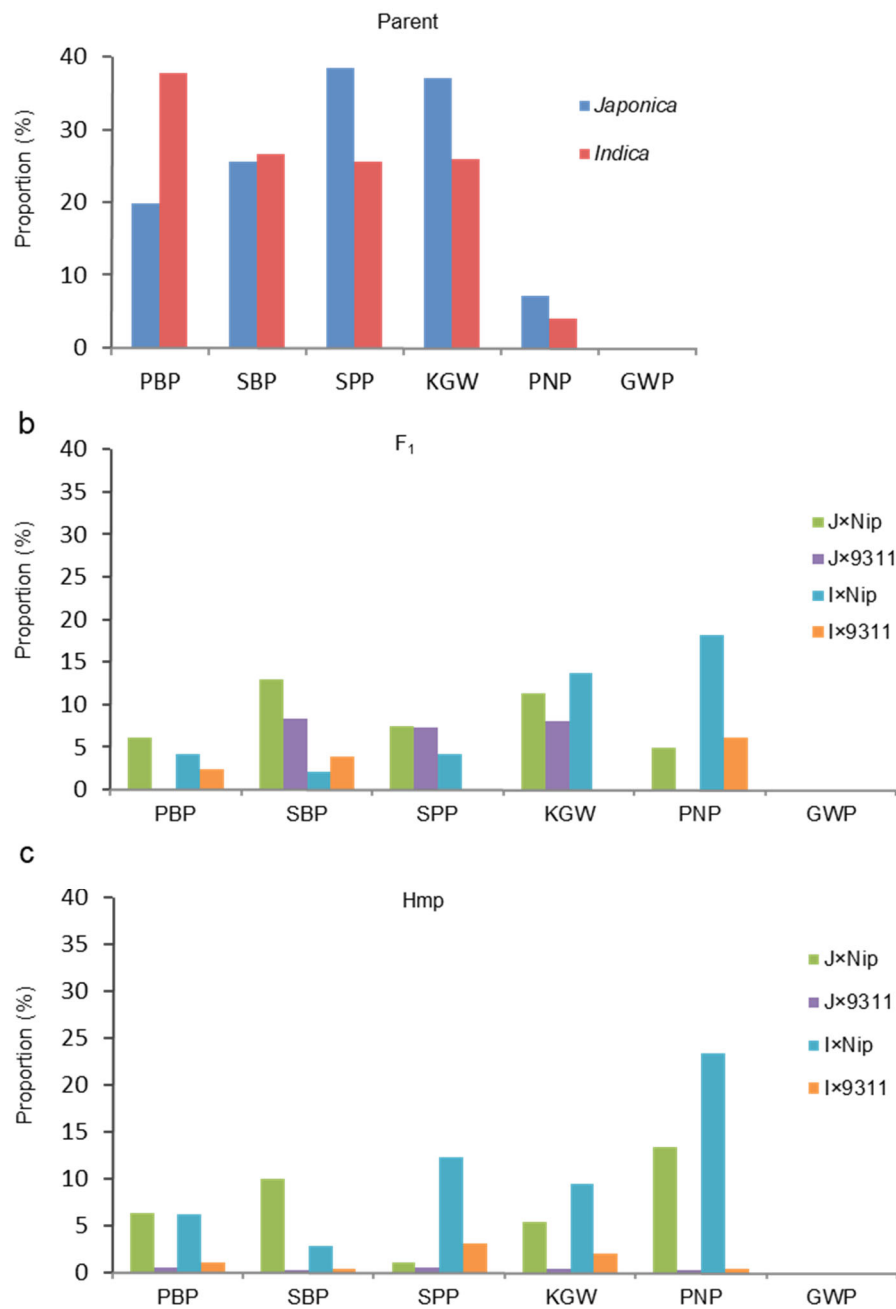 Parent
Proportion (%)
40
30
20
10
0
Japonica
Indica
PBP SBP SPP KGW PNP GWP
b
F₁
Proportion (%)
40
35
30
25
20
15
10
5
0
J×Nip
J×9311
I×Nip
I×9311
PBP SBP SPP KGW PNP GWP
c
Hmp
Proportion (%)
40
35
30
25
20
15
10
5
0
J×Nip
J×9311
I×Nip
I×9311
PBP SBP SPP KGW PNP GWP